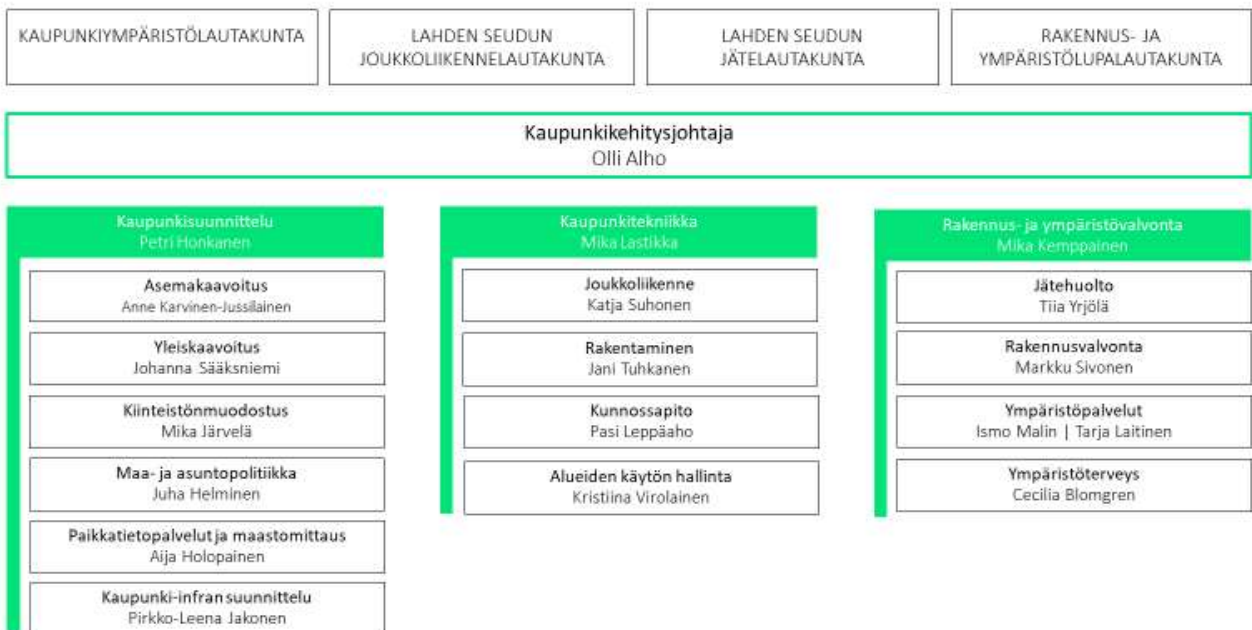 KAUPUNKIYMPÄRISTÖLAUTAKUNTA
LAHDEN SEUDUN
JOUKKOLIIKENNELAUTAKUNTA
LAHDEN SEUDUN
JÄTELAUTAKUNTA
RAKENNUS- JA
YMPÄRISTÖLUPALAUTAKUNTA
Kaupunkikehitysjohtaja
Olli Alho
Kaupunkisuunnittelu
Petri Honkanen
Asemakaavoitus
Anne Karvinen-Jussilainen
Yleiskaavoitus
Johanna Sääksniemi
Kiinteistönmuodostus
Mika Järvelä
Maa- ja asuntopolitiikka
Juha Helminen
Paikkatietopalvelut ja maastomittaus
Aija Holopainen
Kaupunki-infran suunnittelu
Pirkko-Leena Jakonen
Kaupunkitekniikka
Mika Lastikka
Joukkoliikenne
Katja Suhonen
Rakentaminen
Jani Tuhkanen
Kunnossapito
Pasi Leppäaho
Alueiden käytön hallinta
Kristiina Virolainen
Rakennus- ja ympäristövalvonta
Mika Kemppainen
Jätehuolto
Tiia Yrjölä
Rakennusvalvonta
Markku Sivonen
Ympäristöpalvelut
Ismo Malin | Tarja Laitinen
Ympäristöterveys
Cecilia Blomgren